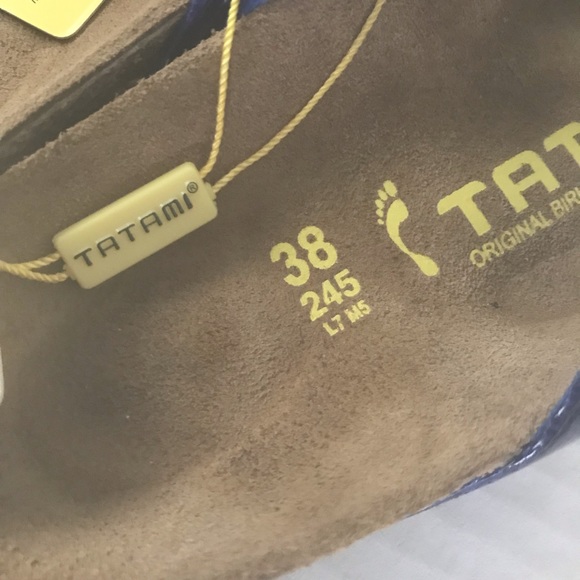 TATAMI®
38
245
L7 M5
TAT
ORIGINAL BIR